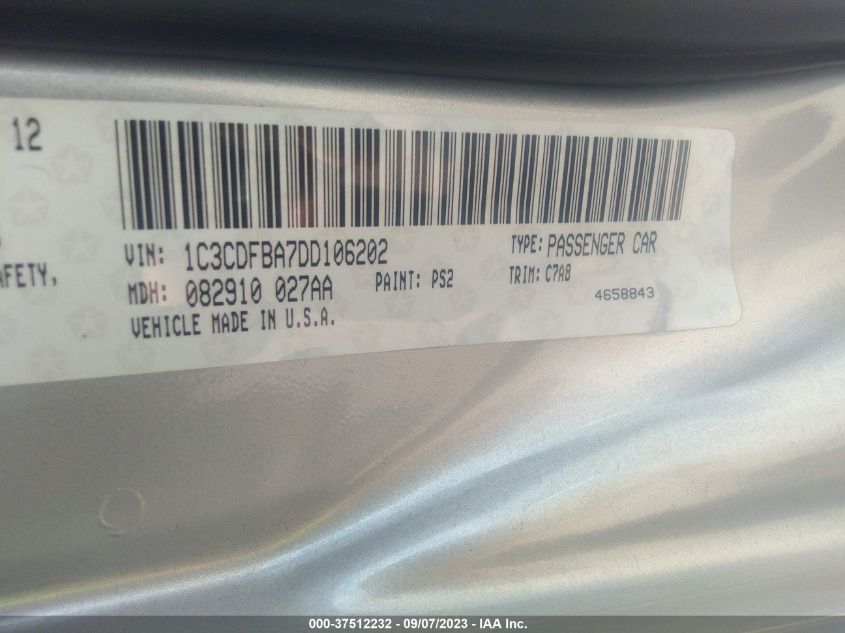 12
VIN: 1C3CDFBA7DD106202
TYPE: PASSENGER CAR
AFETY,
MDH: 082910 027AA
PAINT: PS2
TRIM: C7A8
4658843
VEHICLE MADE IN U.S.A.
000-37512232 - 09/07/2023 - IAA Inc.